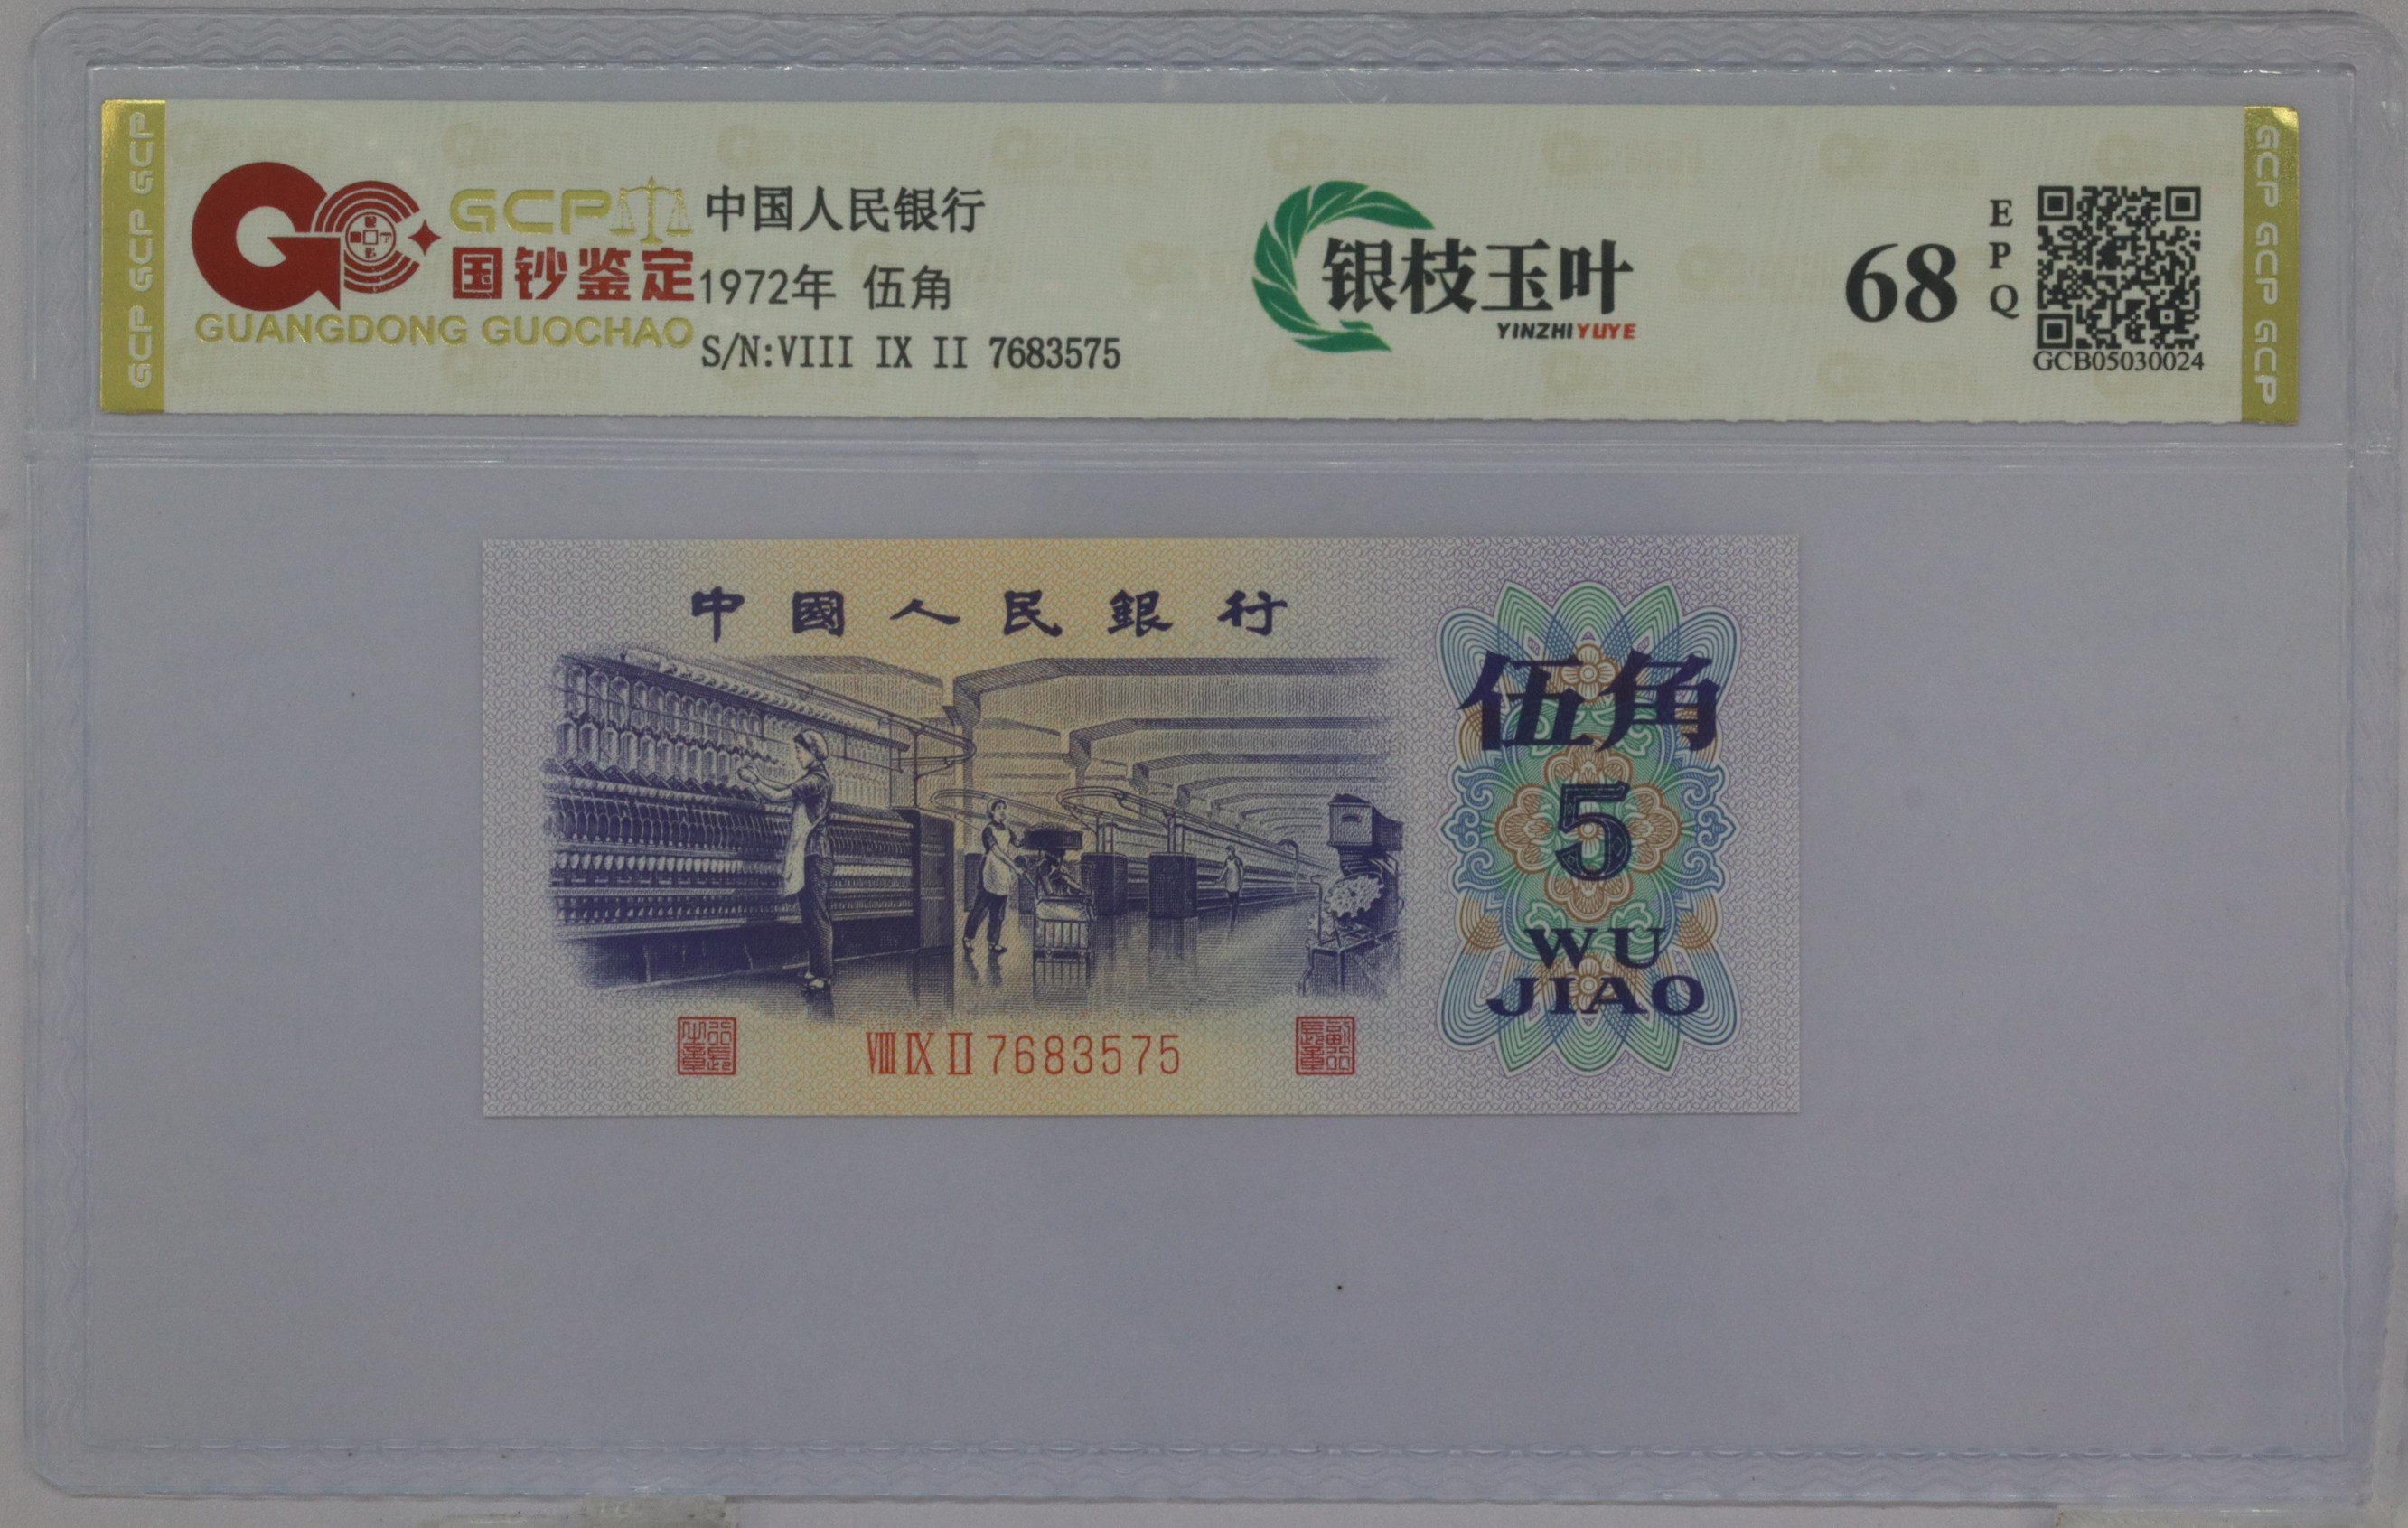 GCP GCP GCP
GCP
国钞鉴定
GUANGDONG GUOCHAO
中国人民银行
1972年 伍角
S/N:VIII IX II 7683575
银枝玉叶
YINZHIYUYE
68
EPQ
GCB05030024
GCP GCP GCP
中國人民銀行
伍角
5
WU
JIAO
VIII IX II 7683575